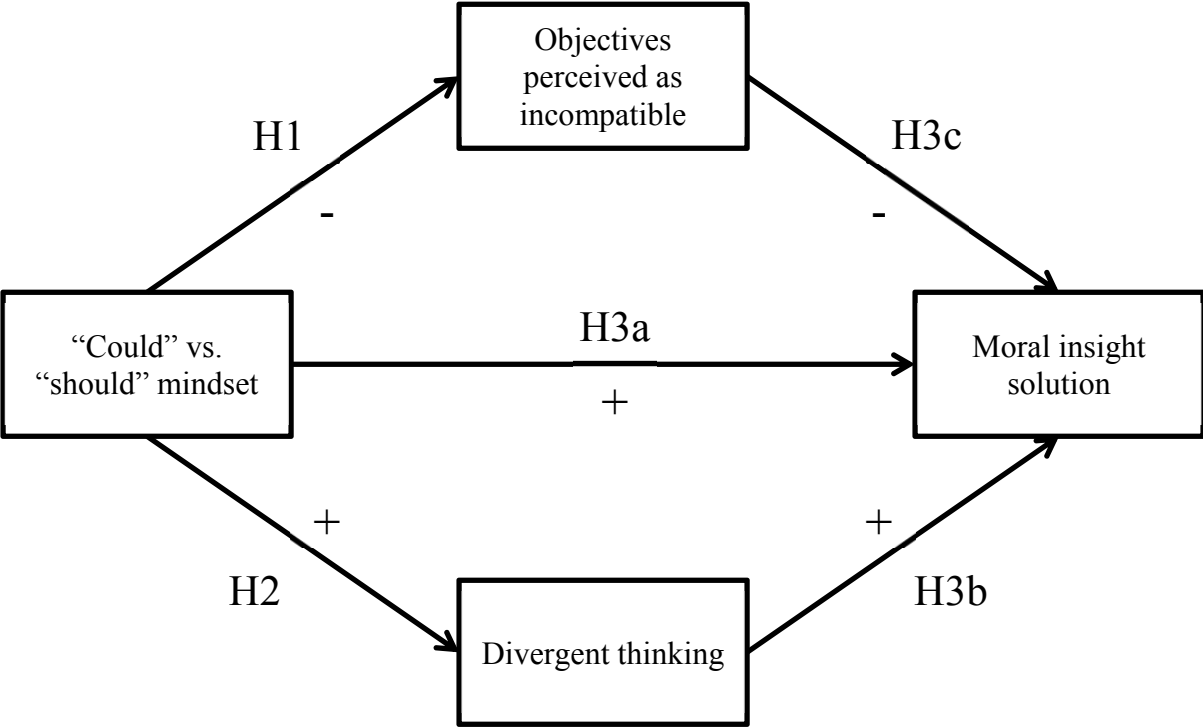 Objectives
perceived as
incompatible
H1
H3c
-
-
“Could” vs.
“should” mindset
H3a
+
Moral insight
solution
+
+
H2
H3b
Divergent thinking